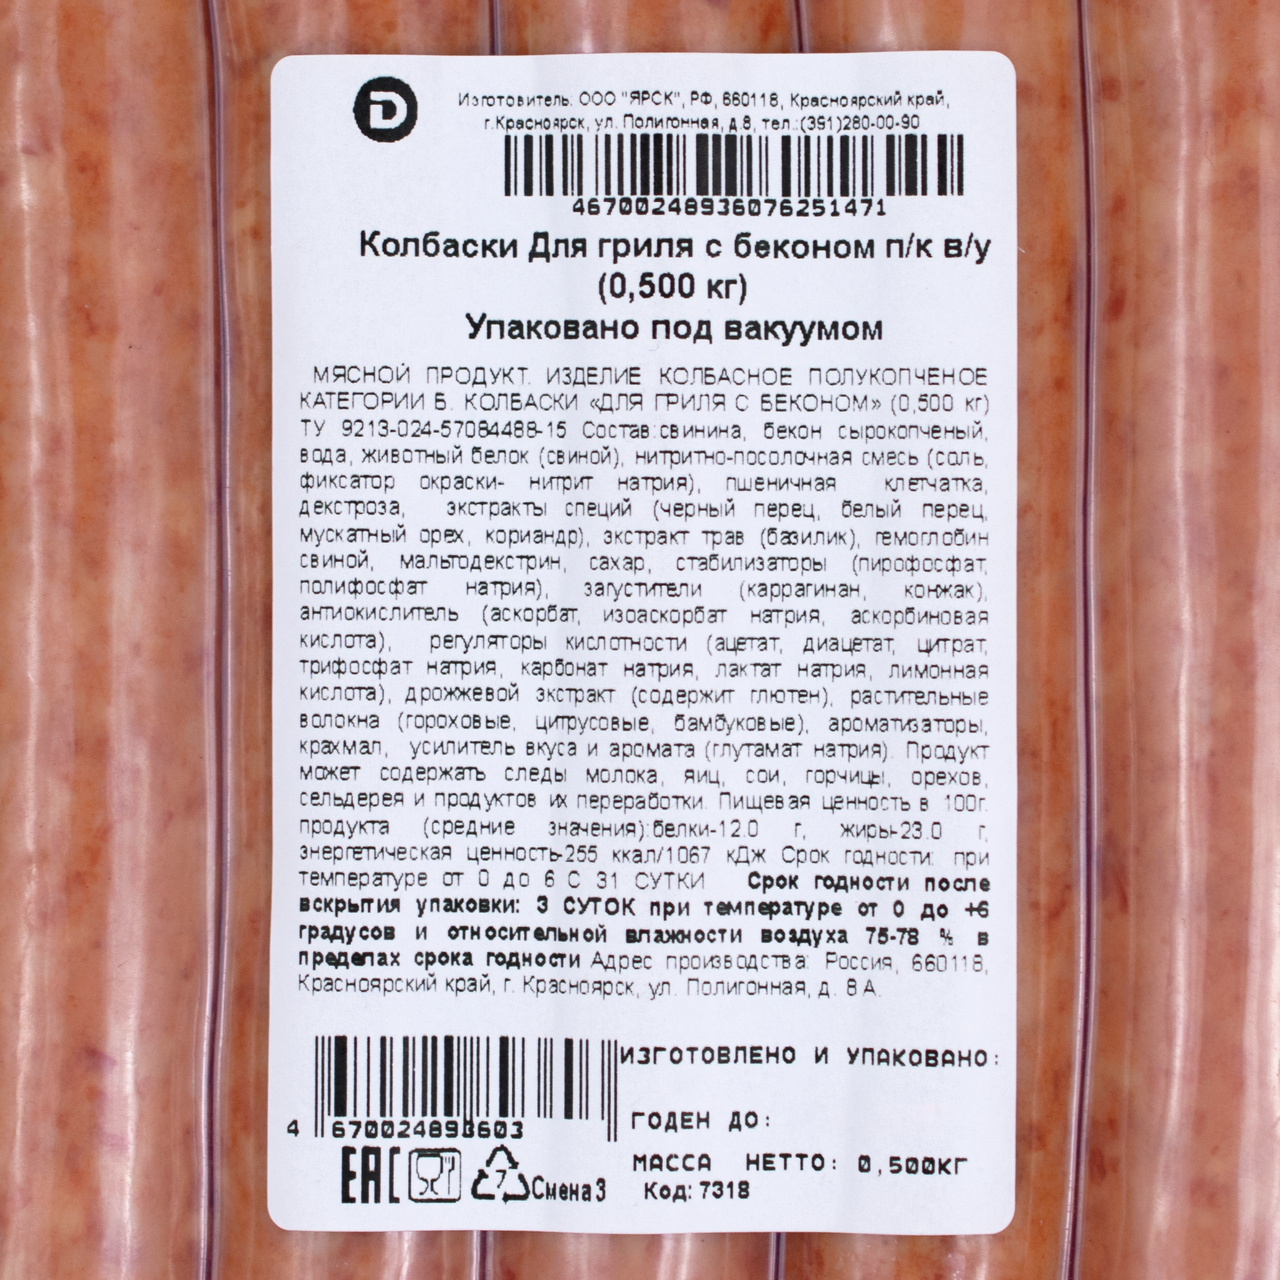 D
Изготовитель: ООО "ЯРСК", РФ, 660118, Красноярский край,
г.Красноярск, ул. Полигонная, д.8, тел.:(391)280-00-90
46700248936076251471
Колбаски Для гриля с беконом п/к в/у
(0,500 кг)
Упаковано под вакуумом
МЯСНОЙ ПРОДУКТ. ИЗДЕЛИЕ КОЛБАСНОЕ ПОЛУКОПЧЕНОЕ
КАТЕГОРИИ Б. КОЛБАСКИ «ДЛЯ ГРИЛЯ С БЕКОНОМ» (0,500 кг)
ТУ 9213-024-57084488-15 Состав:свинина, бекон сырокопченый,
вода, животный белок (свиной), нитритно-посолочная смесь (соль,
фиксатор окраски- нитрит натрия), пшеничная клетчатка,
декстроза, экстракты специй (черный перец, белый перец,
мускатный орех, кориандр), экстракт трав (базилик), гемоглобин
свиной, мальтодекстрин, сахар, стабилизаторы (пирофосфат,
полифосфат натрия), загустители (каррагинан, конжак),
антиокислитель (аскорбат, изоаскорбат натрия, аскорбиновая
кислота), регуляторы кислотности (ацетат, диацетат, цитрат,
трифосфат натрия, карбонат натрия, лактат натрия, лимонная
кислота), дрожжевой экстракт (содержит глютен), растительные
волокна (гороховые, цитрусовые, бамбуковые), ароматизаторы,
крахмал, усилитель вкуса и аромата (глутамат натрия). Продукт
может содержать следы молока, яиц, сои, горчицы, орехов,
сельдерея и продуктов их переработки. Пищевая ценность в 100г.
продукта (средние значения):белки-12.0 г, жиры-23.0 г,
энергетическая ценность-255 ккал/1067 кДж Срок годности: при
температуре от 0 до 6 С 31 СУТКИ Срок годности после
вскрытия упаковки: 3 СУТОК при температуре от 0 до +6
градусов и относительной влажности воздуха 75-78 % в
пределах срока годности Адрес производства: Россия, 660118,
Красноярский край, г. Красноярск, ул. Полигонная, д. 8 А.
ИЗГОТОВЛЕНО И УПАКОВАНО:
ГОДЕН ДО:
4 670024893603
МАССА НЕТТО: 0,500КГ
EAC 7 Смена 3 Код: 7318